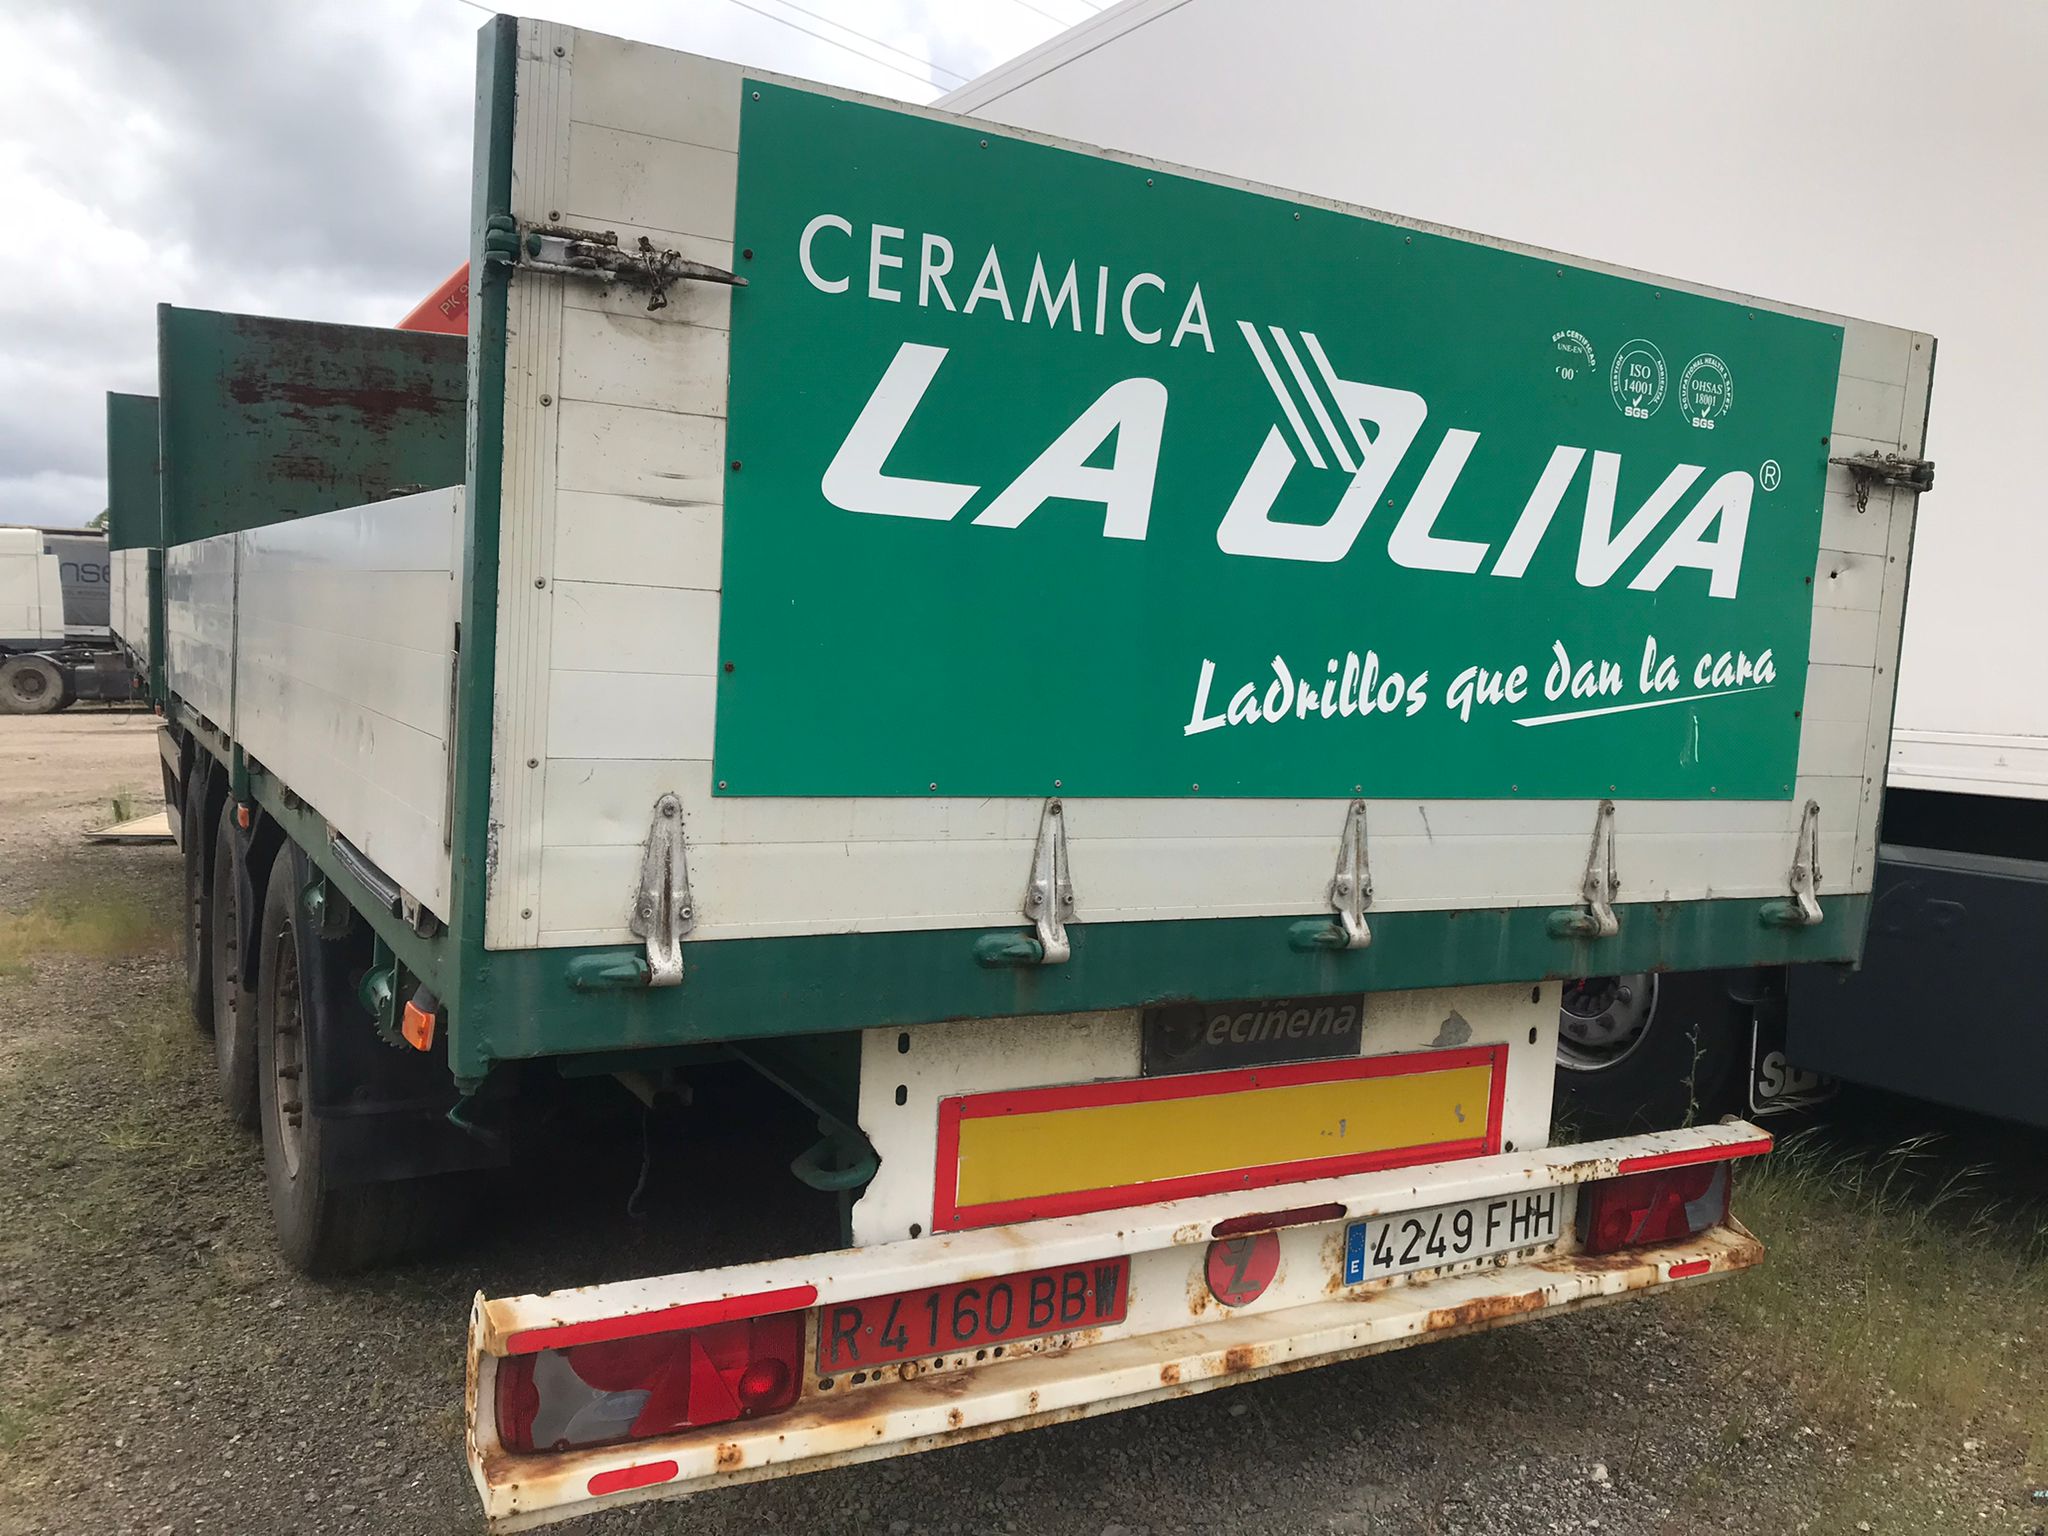 CERAMICA
LA OLIVA ®
ISO
14001
SGS
OHSAS
18001
SGS
Ladrillos que dan la cara
PK
eciñena
E
4249 FHH
R-4160 BBW
Z